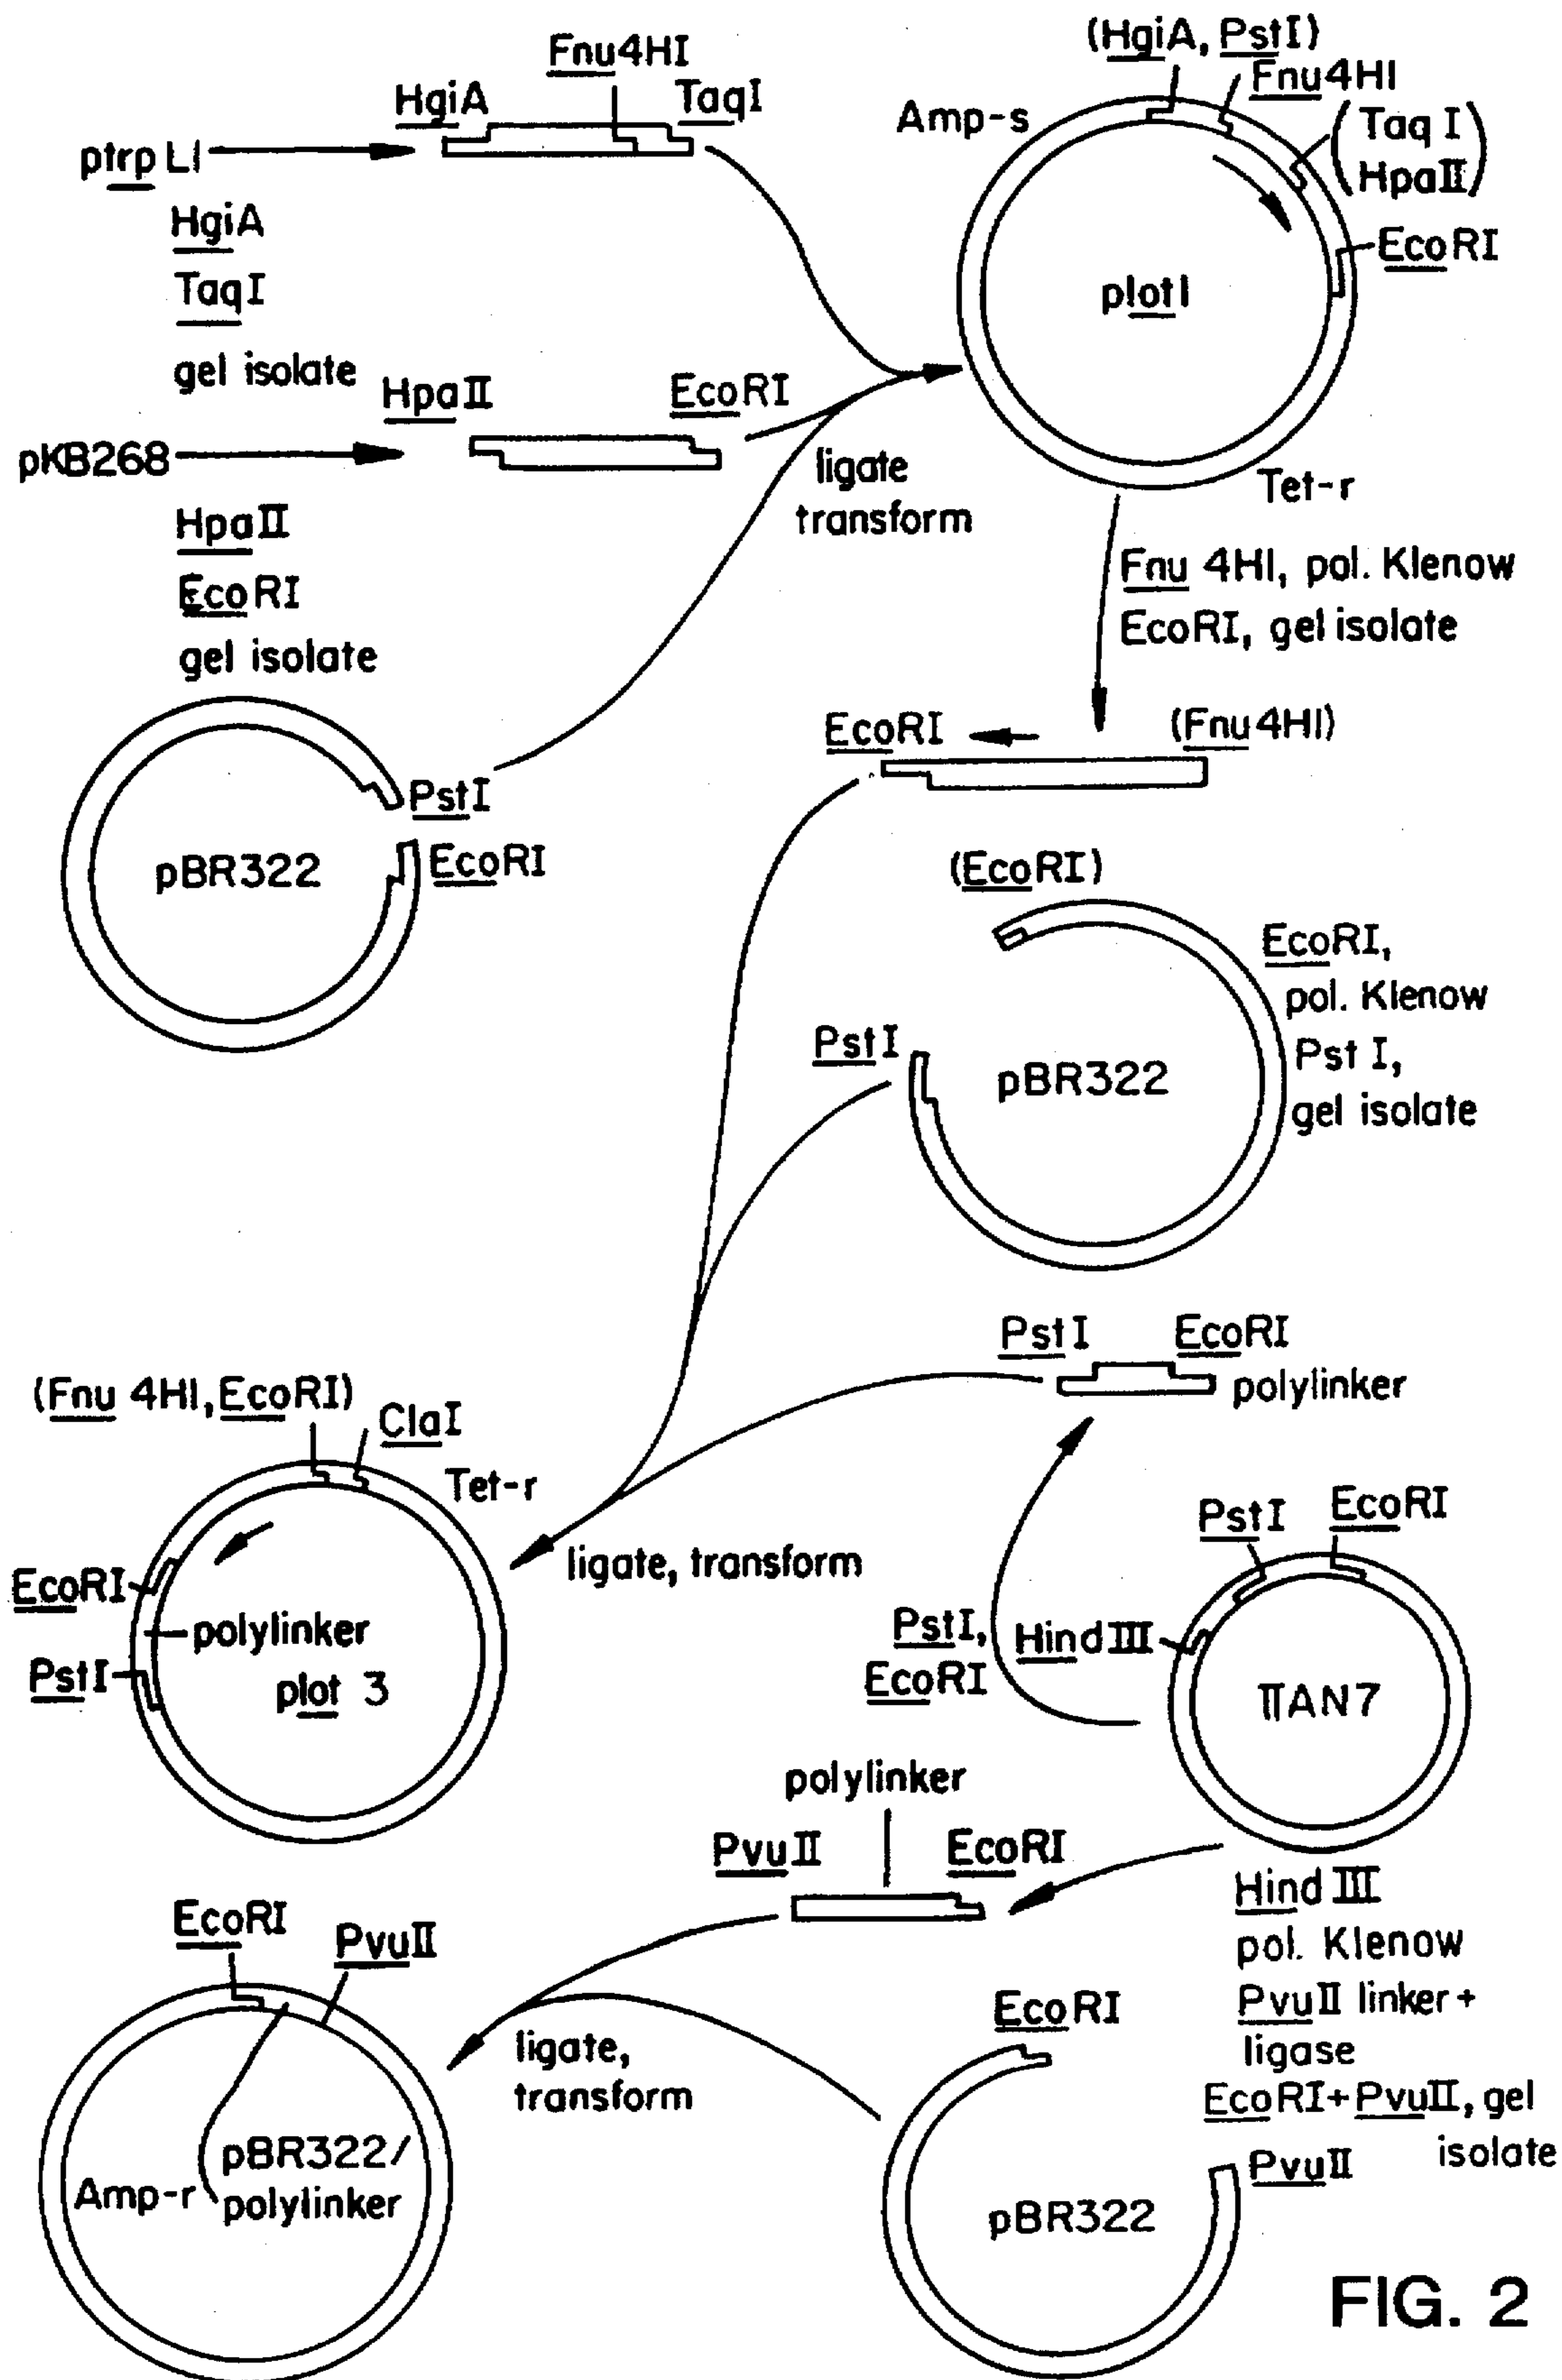 (HgiA, PstI)
Fnu4HI
Fnu4HI
HgiA
TaqI
Amp-s
(Taq I
HpaII)
ptrp LI
HgiA
TaqI
gel isolate
EcoRI
plotI
HpaII
EcoRI
pKB268
ligate
transform
Tet-r
HpaII
EcoRI
gel isolate
Fnu 4HI, pol. Klenow
EcoRI, gel isolate
EcoRI
(Fnu4HI)
PstI
EcoRI
pBR322
(EcoRI)
EcoRI,
pol. Klenow
Pst I,
gel isolate
PstI
pBR322
PstI
EcoRI
polylinker
(Fnu 4HI, EcoRI)
ClaI
Tet-r
EcoRI
polylinker
PstI
plot 3
ligate, transform
PstI
EcoRI
HindIII
PstI,
EcoRI
πAN7
polylinker
PvuII
EcoRI
Hind III
pol. Klenow
PvuII linker+
ligase
EcoRI+PvuII, gel
isolate
EcoRI
PvuII
ligate,
transform
EcoRI
PvuII
pBR322
Amp-r
pBR322/
polylinker
FIG. 2